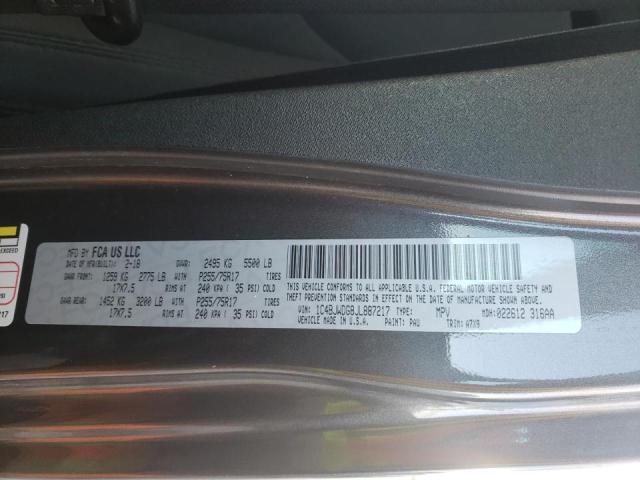 EXCEED
217
MFD BY FCA US LLC
DATE OF MFR(BUILT): 2-18 GVWR: 2495 KG 5500 LB
GAWR FRONT: 1259 KG 2775 LB WITH P255/75R17 TIRES
17X7.5 RIMS AT 240 KPA ( 35 PSI) COLD
GAWR REAR: 1452 KG 3200 LB WITH P255/75R17 TIRES
17X7.5 RIMS AT 240 KPA ( 35 PSI) COLD
THIS VEHICLE CONFORMS TO ALL APPLICABLE U.S.A. FEDERAL MOTOR VEHICLE SAFETY AND
THEFT PREVENTION STANDARDS IN EFFECT ON THE DATE OF MANUFACTURE SHOWN ABOVE.
VIN: 1C4BJWDG8JL887217 TYPE: MPV MDH: 022612 316AA
VEHICLE MADE IN U.S.A. PAINT: PAU TRIM: A7X9